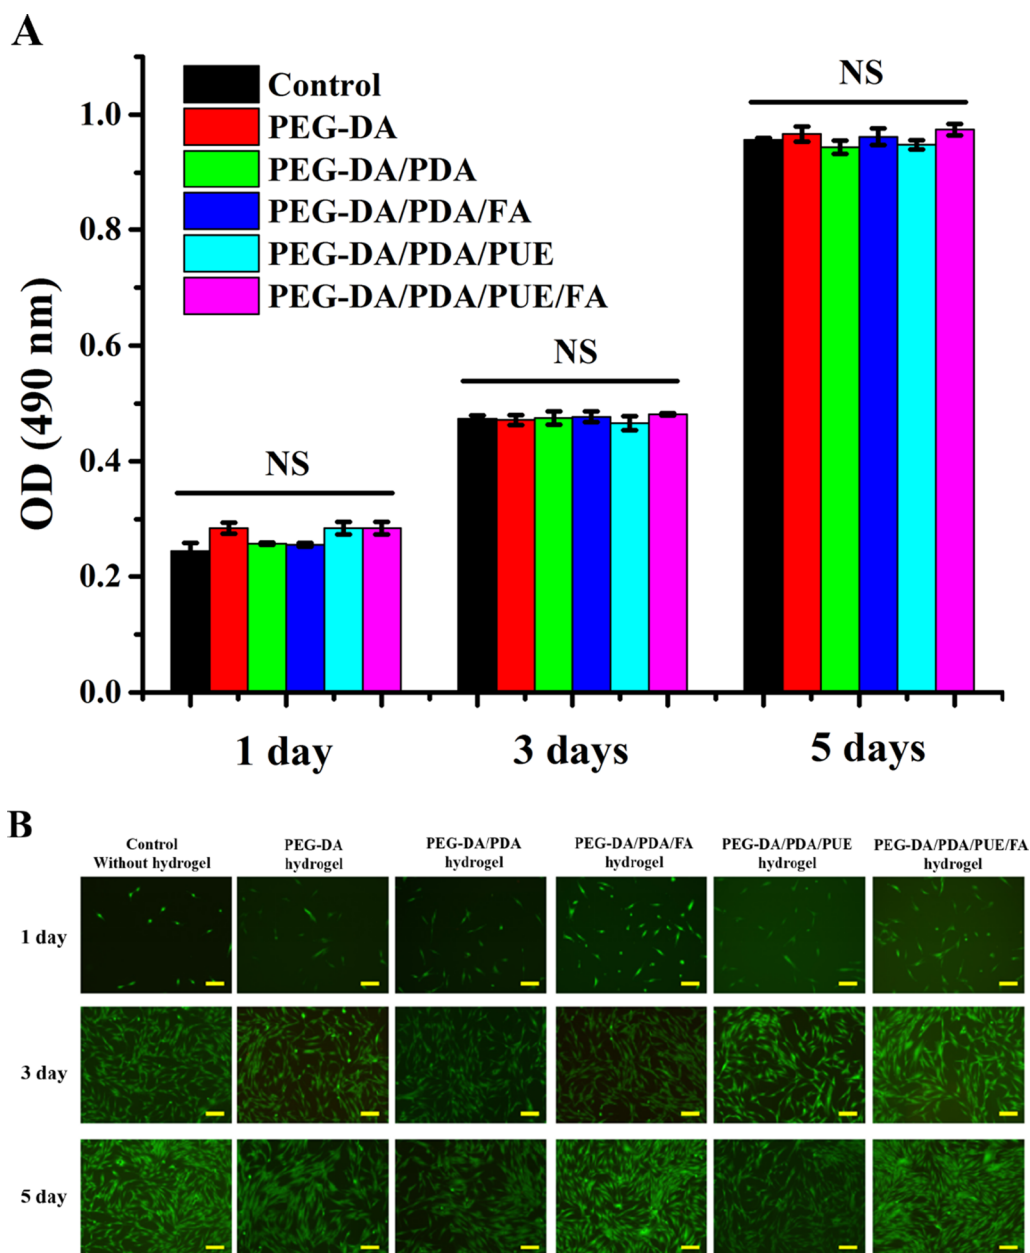 A
Control
PEG-DA
PEG-DA/PDA
PEG-DA/PDA/FA
PEG-DA/PDA/PUE
PEG-DA/PDA/PUE/FA
NS
NS
NS
OD (490 nm)
1.0
0.8
0.6
0.4
0.2
0.0
1 day
3 days
5 days
B
Control
Without hydrogel
PEG-DA
hydrogel
PEG-DA/PDA
hydrogel
PEG-DA/PDA/FA
hydrogel
PEG-DA/PDA/PUE
hydrogel
PEG-DA/PDA/PUE/FA
hydrogel
1 day
3 day
5 day